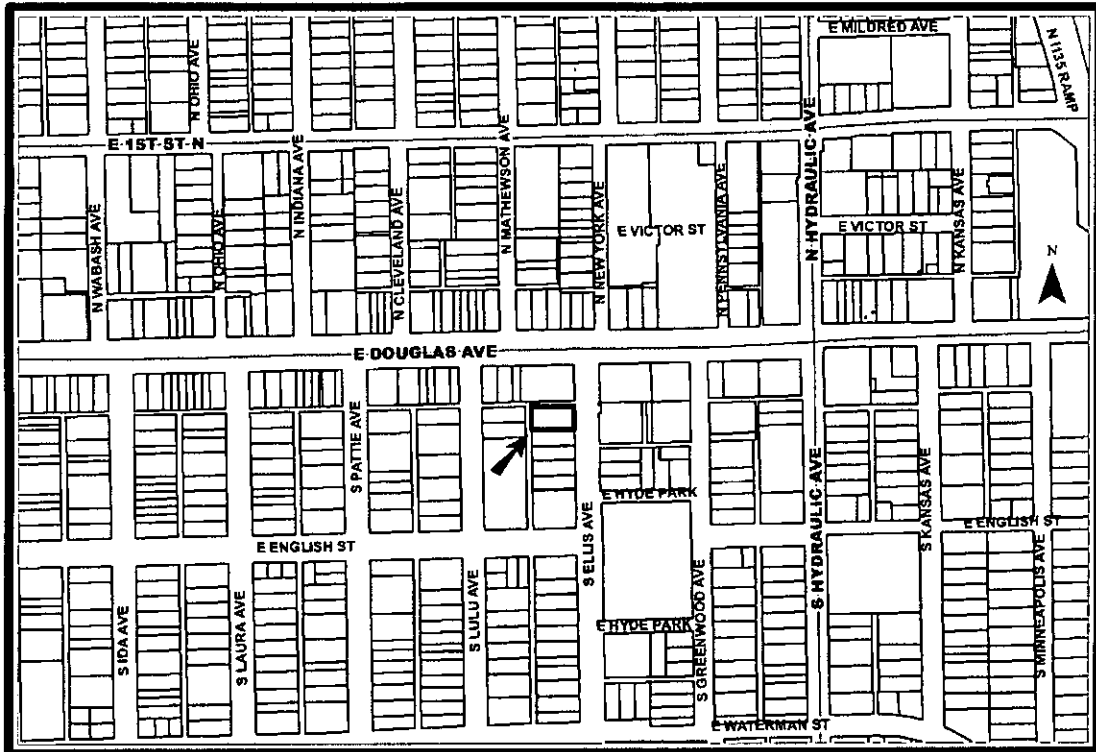 E MILDRED AVE
N OHIO AVE
N I135 RAMP
E 1ST ST N
N INDIANA AVE
N MATHEWSON AVE
N HYDRAULIC AVE
N WABASH AVE
N OHIO AVE
N CLEVELAND AVE
N NEW YORK AVE
E VICTOR ST
N PENNSYLVANIA AVE
E VICTOR ST
N KANSAS AVE
N
E DOUGLAS AVE
S PATTIE AVE
E HYDE PARK
S HYDRAULIC AVE
S KANSAS AVE
E ENGLISH ST
E ENGLISH ST
S ELLIS AVE
S IDA AVE
S LAURA AVE
S LULU AVE
E HYDE PARK
S GREENWOOD AVE
S MINNEAPOLIS AVE
E WATERMAN ST